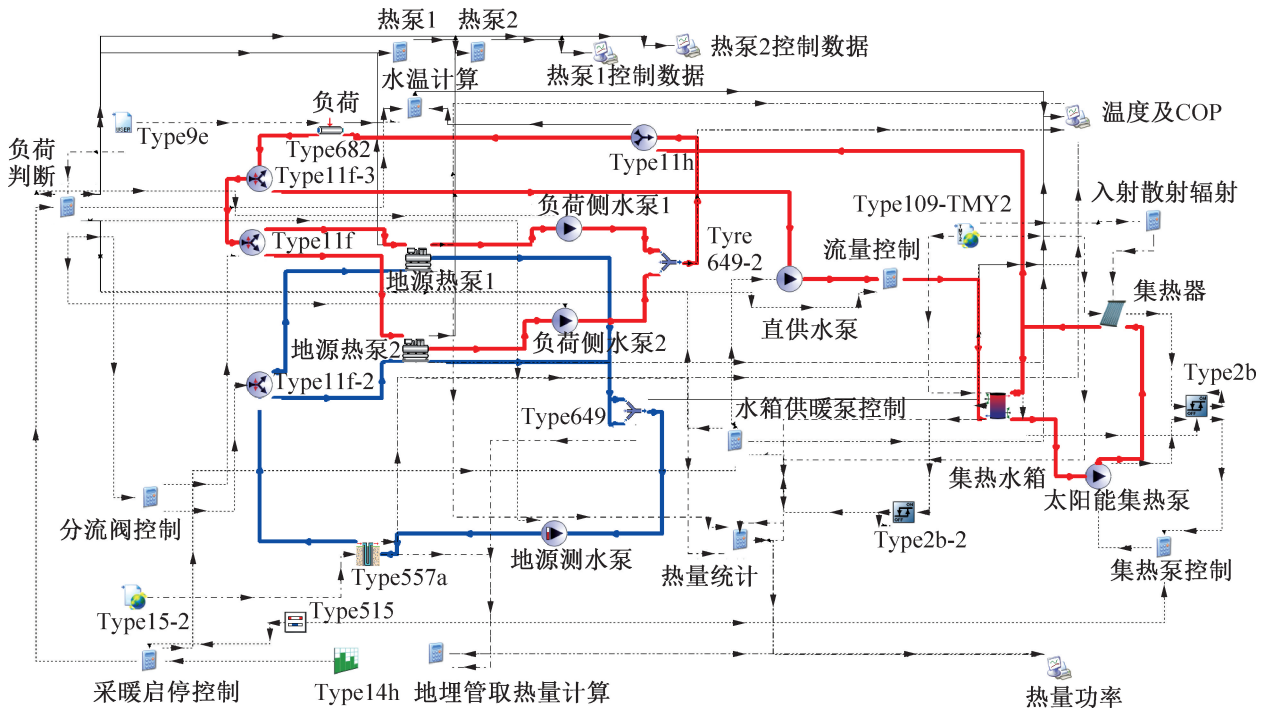 热泵1
热泵2
热泵2控制数据
热泵1控制数据
水温计算
负荷
温度及COP
Type9e
Type682
Type11h
负荷
判断
Type11f-3
入射散射辐射
Type109-TMY2
负荷侧水泵1
Type11f
Tyre
649-2
流量控制
地源热泵1
集热器
直供水泵
负荷侧水泵2
地源热泵2
Type11f-2
Type2b
Type649
水箱供暖泵控制
集热水箱
太阳能集热泵
分流阀控制
Type2b-2
地源测水泵
热量统计
集热泵控制
Type557a
Type15-2
Type515
采暖启停控制
Type14h
地埋管取热量计算
热量功率